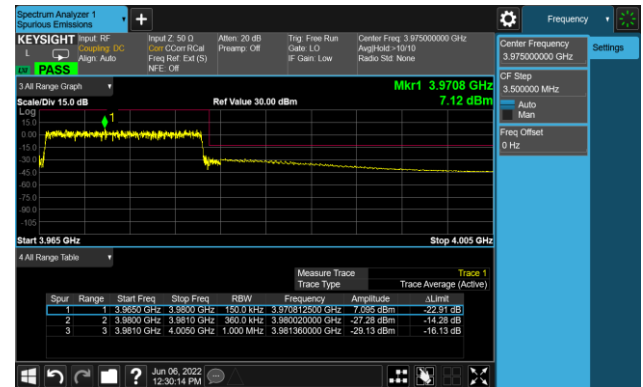 Spectrum Analyzer 1
Spurious Emissions
+
Frequency
KEYSIGHT
L
PASS
Input: RF
Coupling: DC
Align: Auto
Input Z: 50 Ω
Corr CCorr RCal
Freq Ref: Ext (S)
NFE: Off
Atten: 20 dB
Preamp: Off
Trig: Free Run
Gate: LO
IF Gain: Low
Center Freq: 3.975000000 GHz
Avg|Hold:>10/10
Radio Std: None
Center Frequency
3.975000000 GHz
Settings
CF Step
3.500000 MHz
Auto
Man
Freq Offset
0 Hz
3 All Range Graph
Mkr1 3.9708 GHz
7.12 dBm
Scale/Div 15.0 dB
Ref Value 30.00 dBm
Log
15.0
0.00
-15.0
-30.0
-45.0
-60.0
-75.0
-90.0
-105
1
Start 3.965 GHz
Stop 4.005 GHz
4 All Range Table
Measure Trace Trace 1
Trace Type Trace Average (Active)
Spur Range Start Freq Stop Freq RBW Frequency Amplitude ΔLimit
1 1 3.9650 GHz 3.9800 GHz 150.0 kHz 3.970812500 GHz 7.095 dBm -22.91 dB
2 2 3.9800 GHz 3.9810 GHz 360.0 kHz 3.980020000 GHz -27.28 dBm -14.28 dB
3 3 3.9810 GHz 4.0050 GHz 1.000 MHz 3.981360000 GHz -29.13 dBm -16.13 dB
?
Jun 06, 2022
12:30:14 PM